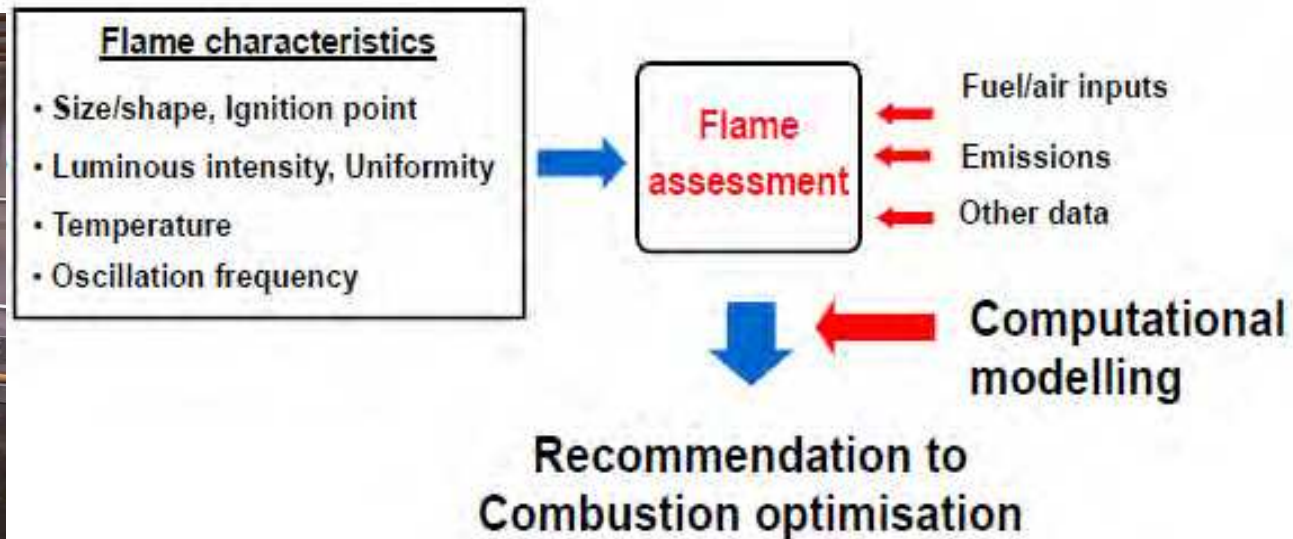 Flame characteristics
• Size/shape, Ignition point
• Luminous intensity, Uniformity
• Temperature
• Oscillation frequency
Flame
assessment
Fuel/air inputs
Emissions
Other data
Computational
modelling
Recommendation to
Combustion optimisation